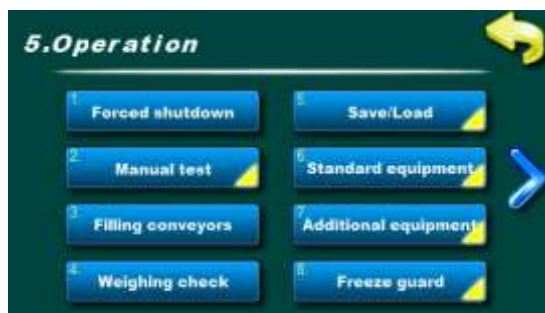 5.Operation
1. Forced shutdown
2. Manual test
3. Filling conveyors
4. Weighing check
5. Save/Load
6. Standard equipment
7. Additional equipment
8. Freeze guard